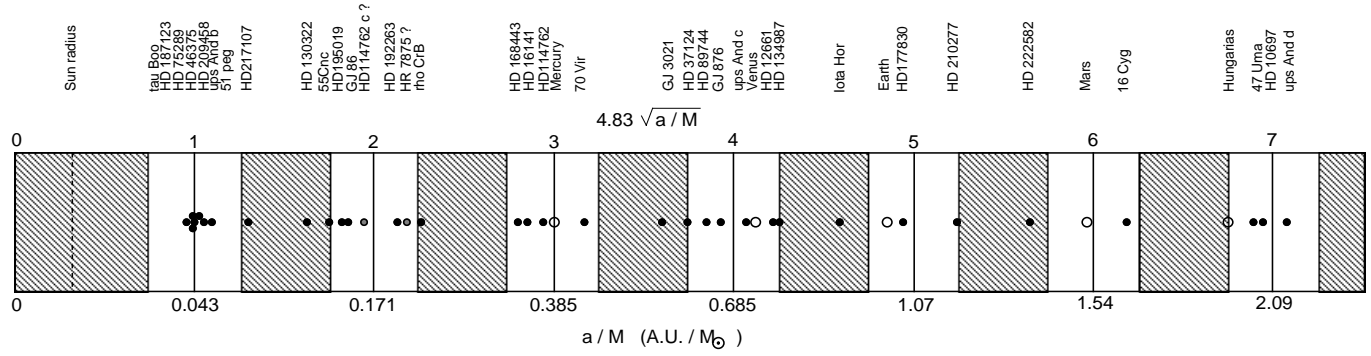 Sun radius
tau Boo
HD 187123
HD 75289
HD 46375
HD 209458
ups And b
51 peg
HD217107
HD 130322
55Cnc
HD195019
GJ 86
HD114762 c ?
HD 192263
HR 7875 ?
rho CrB
HD 168443
HD 16141
HD114762
Mercury
70 Vir
GJ 3021
HD 37124
HD 89744
GJ 876
ups And c
Venus
HD 12661
HD 134987
Iota Hor
Earth
HD177830
HD 210277
HD 222582
Mars
16 Cyg
Hungarias
47 Uma
HD 10697
ups And d
4.83 √a / M
0 1 2 3 4 5 6 7
0 0.043 0.171 0.385 0.685 1.07 1.54 2.09
a / M (A.U. / M☉ )